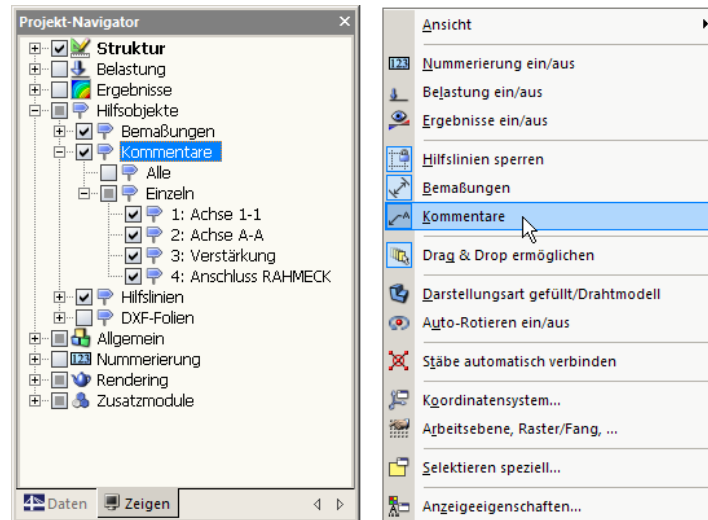 Projekt-Navigator
Struktur
Belastung
Ergebnisse
Hilfsobjekte
Bemaßungen
Kommentare
Alle
Einzeln
1: Achse 1-1
2: Achse A-A
3: Verstärkung
4: Anschluss RAHMECK
Hilfslinien
DXF-Folien
Allgemein
123 Nummerierung
Rendering
Zusatzmodule
Daten Zeigen
Ansicht
123 Nummerierung ein/aus
Belastung ein/aus
Ergebnisse ein/aus
Hilfslinien sperren
Bemaßungen
A Kommentare
Drag & Drop ermöglichen
Darstellungsart gefüllt/Drahtmodell
Auto-Rotieren ein/aus
Stäbe automatisch verbinden
Koordinatensystem...
Arbeitsebene, Raster/Fang, ...
Selektieren speziell...
Anzeigeeigenschaften...